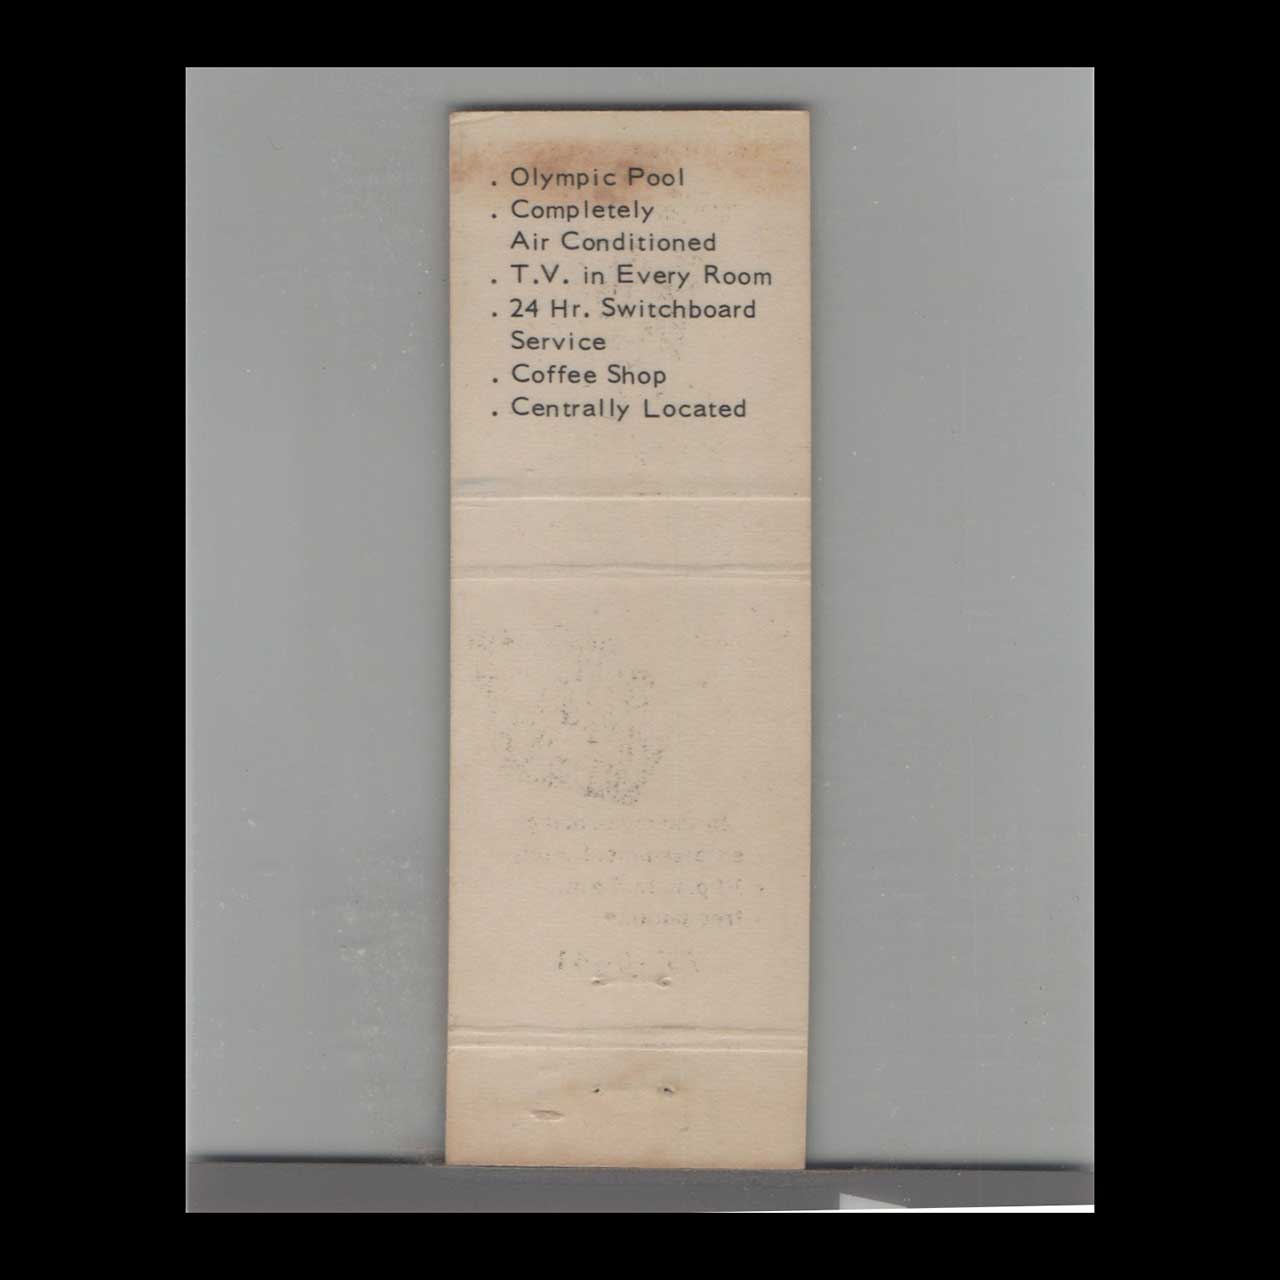 . Olympic Pool
. Completely
Air Conditioned
. T.V. in Every Room
. 24 Hr. Switchboard
Service
. Coffee Shop
. Centrally Located